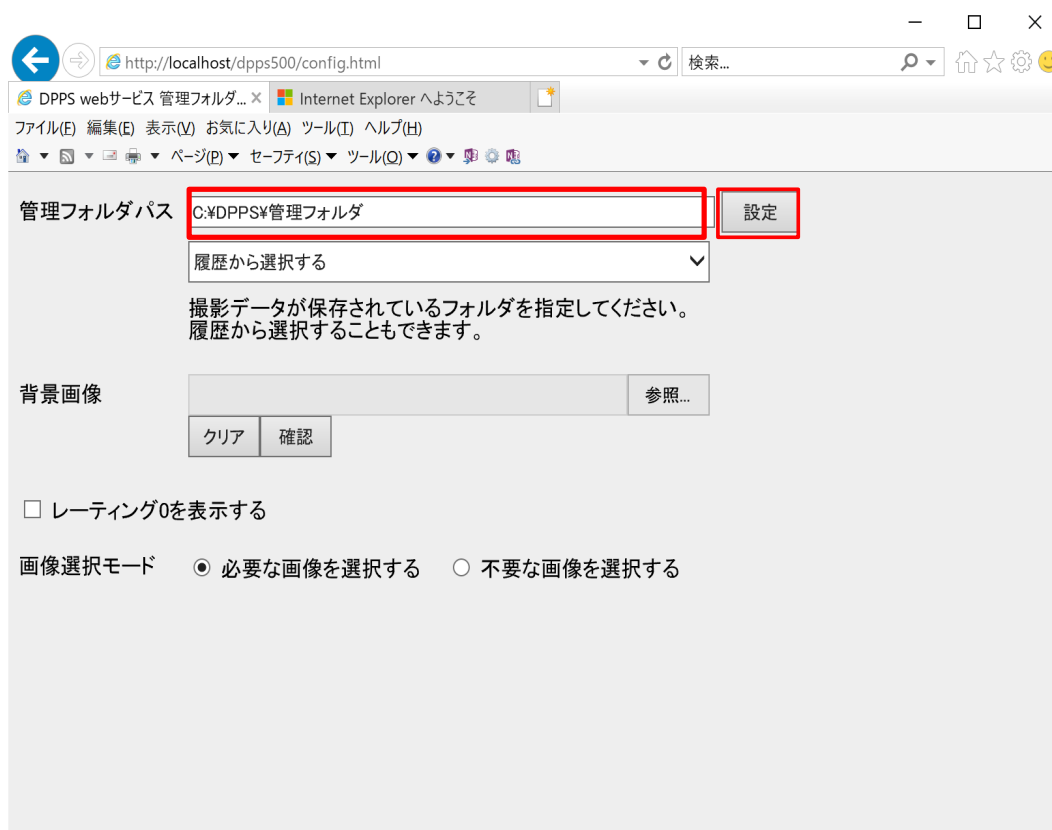 http://localhost/dpps500/config.html
検索...
DPPS webサービス 管理フォルダ...
Internet Explorer へようこそ
ファイル(F) 編集(E) 表示(V) お気に入り(A) ツール(T) ヘルプ(H)
ページ(P) セーフティ(S) ツール(O)
管理フォルダパス
C:¥DPPS¥管理フォルダ
設定
履歴から選択する
撮影データが保存されているフォルダを指定してください。
履歴から選択することもできます。
背景画像
参照...
クリア
確認
レーティング0を表示する
画像選択モード
必要な画像を選択する
不要な画像を選択する